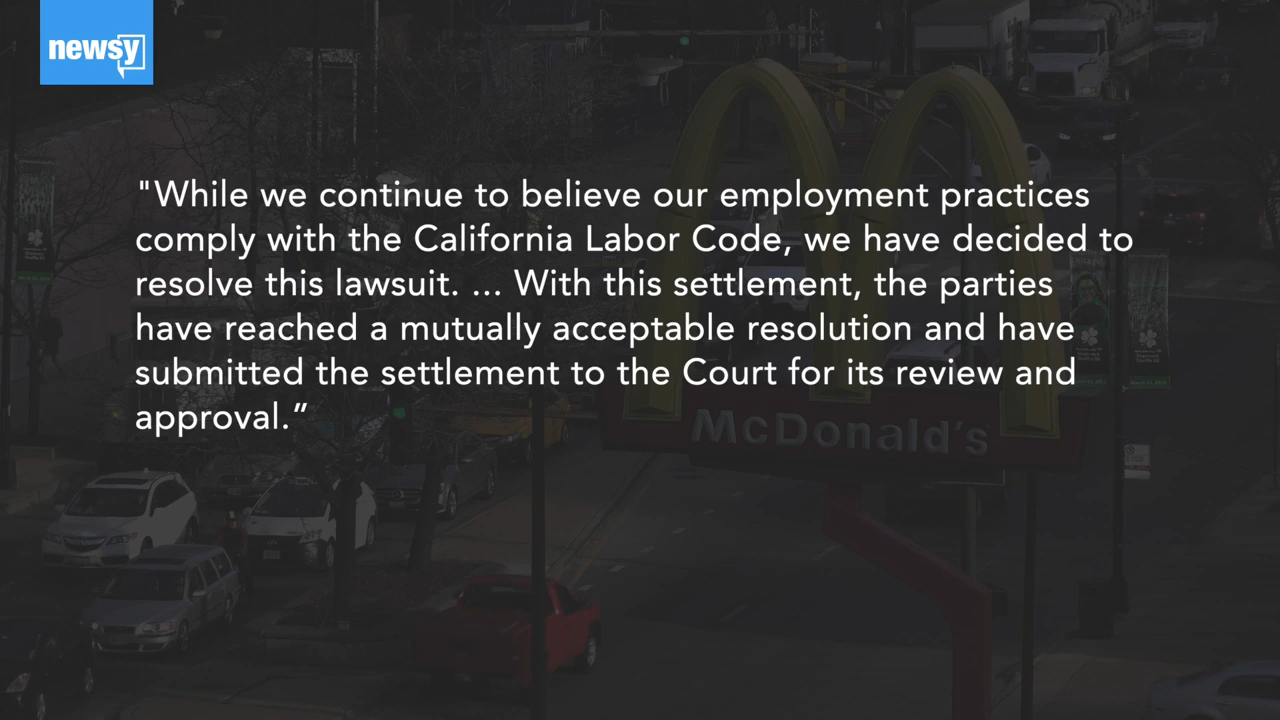 newsy
"While we continue to believe our employment practices
comply with the California Labor Code, we have decided to
resolve this lawsuit. ... With this settlement, the parties
have reached a mutually acceptable resolution and have
submitted the settlement to the Court for its review and
approval.”
McDonald's